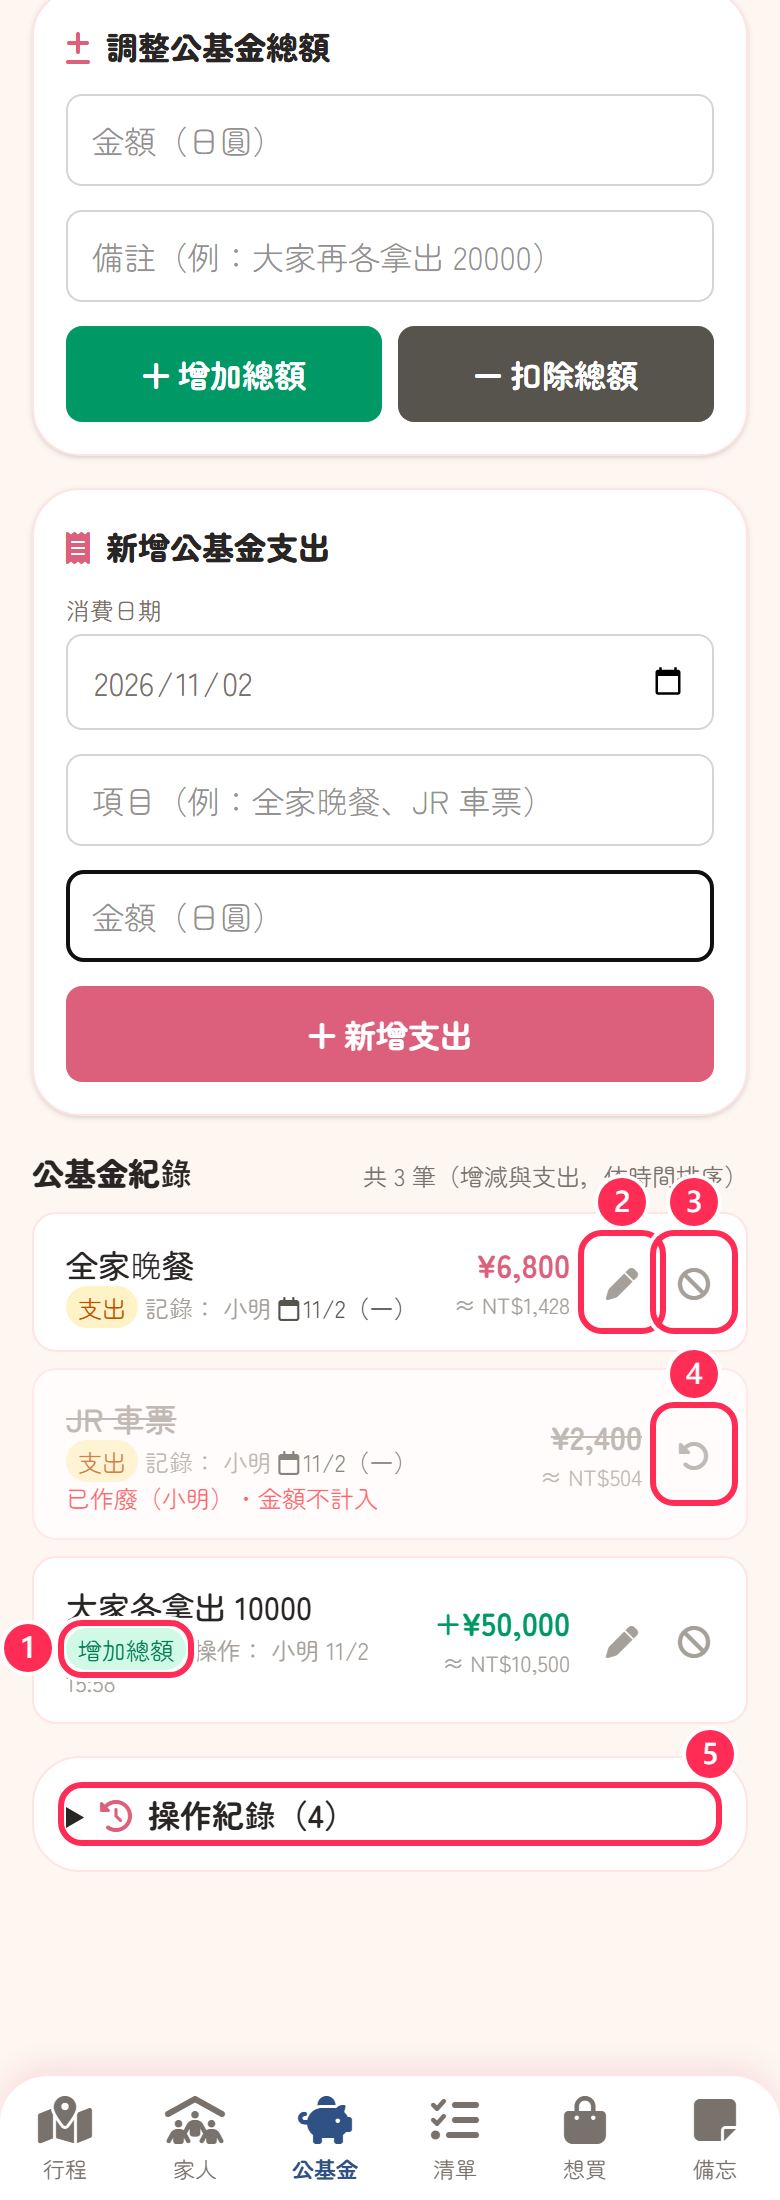 調整公基金總額
金額（日圓）
備註（例：大家再各拿出 20000）
＋增加總額
－扣除總額
新增公基金支出
消費日期
2026/11/02
項目（例：全家晚餐、JR 車票）
金額（日圓）
＋新增支出
公基金紀錄
共 3 筆（增減與支出，依時間排序）
2
3
全家晚餐
¥6,800
支出 記錄： 小明 11/2（一）
≈ NT$1,428
4
JR 車票
¥2,400
支出 記錄： 小明 11/2（一）
≈ NT$504
已作廢（小明）・金額不計入
大家各拿出 10000
+¥50,000
1
增加總額 操作： 小明 11/2
15:58
≈ NT$10,500
5
操作紀錄（4）
行程
家人
公基金
清單
想買
備忘